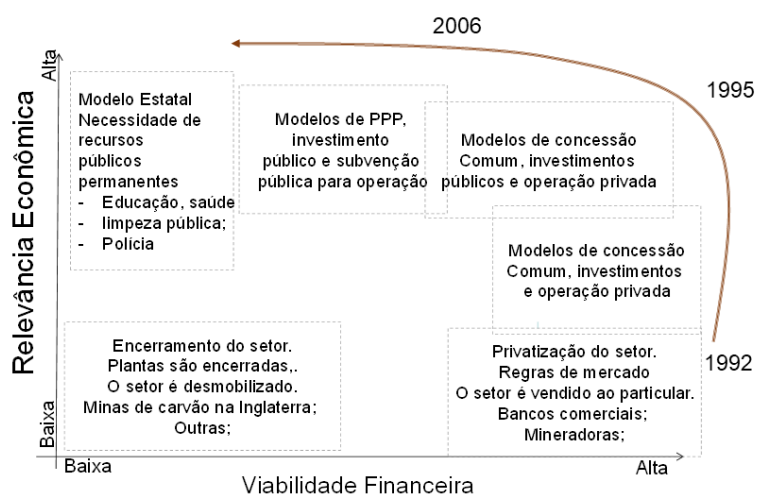 2006
1995
1992
Relevância Econômica
Alta
Baixa
Modelo Estatal
Necessidade de
recursos
públicos
permanentes
- Educação, saúde
- limpeza pública;
- Polícia
Modelos de PPP,
investimento
público e subvenção
pública para operação
Modelos de concessão
Comum, investimentos
públicos e operação privada
Modelos de concessão
Comum, investimentos
e operação privada
Encerramento do setor.
Plantas são encerradas,.
O setor é desmobilizado.
Minas de carvão na Inglaterra;
Outras;
Privatização do setor.
Regras de mercado
O setor é vendido ao particular.
Bancos comerciais;
Mineradoras;
Baixa
Alta
Viabilidade Financeira